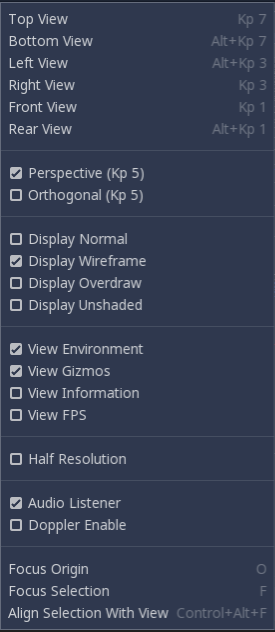 Top View Kp 7
Bottom View Alt+Kp 7
Left View Alt+Kp 3
Right View Kp 3
Front View Kp 1
Rear View Alt+Kp 1
Perspective (Kp 5)
Orthogonal (Kp 5)
Display Normal
Display Wireframe
Display Overdraw
Display Unshaded
View Environment
View Gizmos
View Information
View FPS
Half Resolution
Audio Listener
Doppler Enable
Focus Origin O
Focus Selection F
Align Selection With View Control+Alt+F